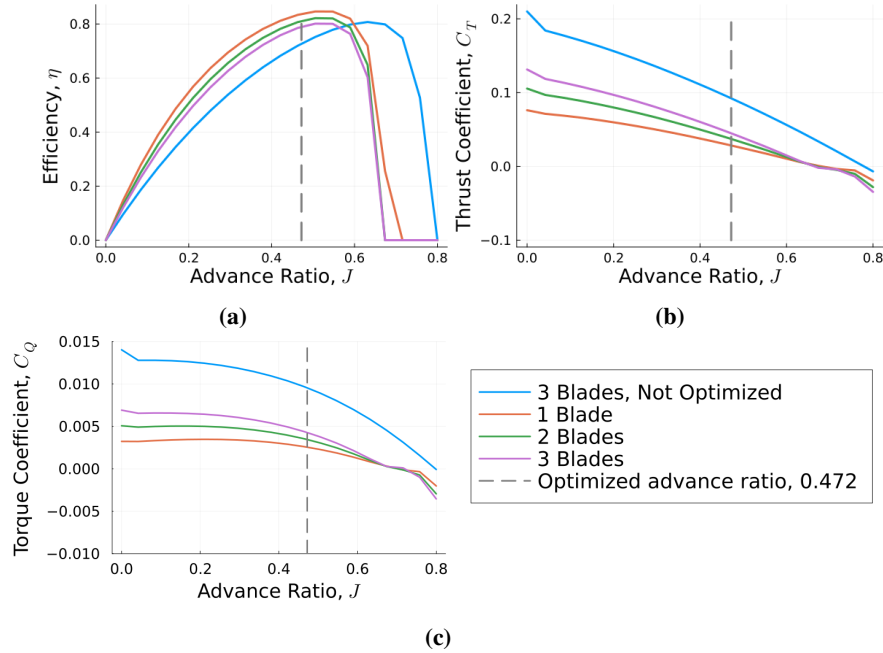 Efficiency, η
0.8
0.6
0.4
0.2
0.0
0.0 0.2 0.4 0.6 0.8
Advance Ratio, J
(a)
Thrust Coefficient, C_T
0.2
0.1
0.0
−0.1
0.0 0.2 0.4 0.6 0.8
Advance Ratio, J
(b)
Torque Coefficient, C_Q
0.015
0.010
0.005
0.000
−0.005
−0.010
0.0 0.2 0.4 0.6 0.8
Advance Ratio, J
3 Blades, Not Optimized
1 Blade
2 Blades
3 Blades
Optimized advance ratio, 0.472
(c)